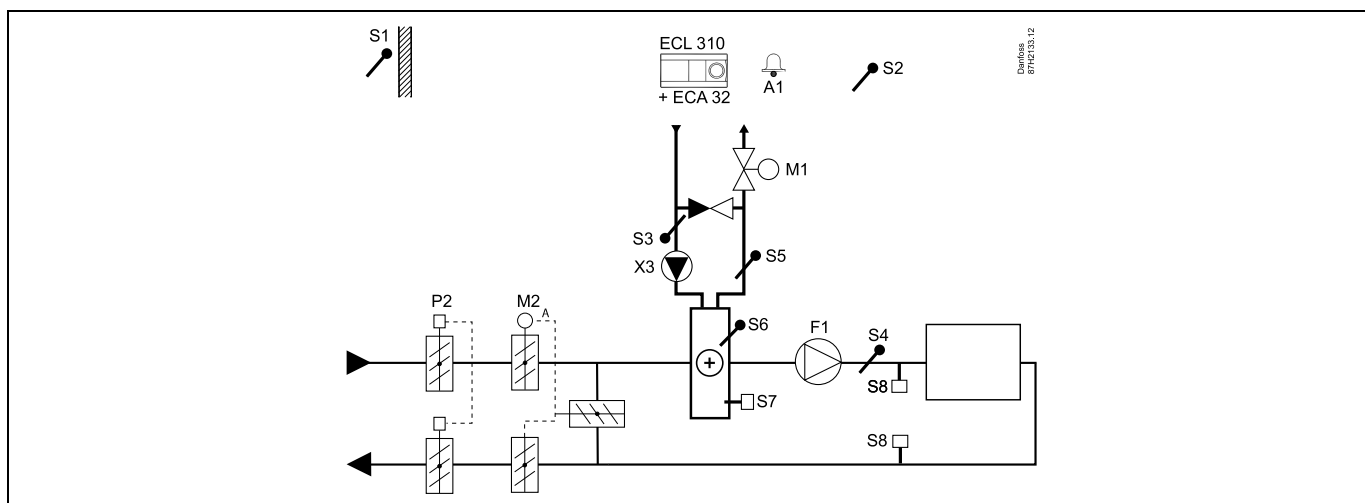 S1
ECL 310
+ ECA 32
A1
S2
Danfoss
87H2133.12
M1
S3
S5
X3
P2
M2
A
S6
F1
S4
S8
S7
S8